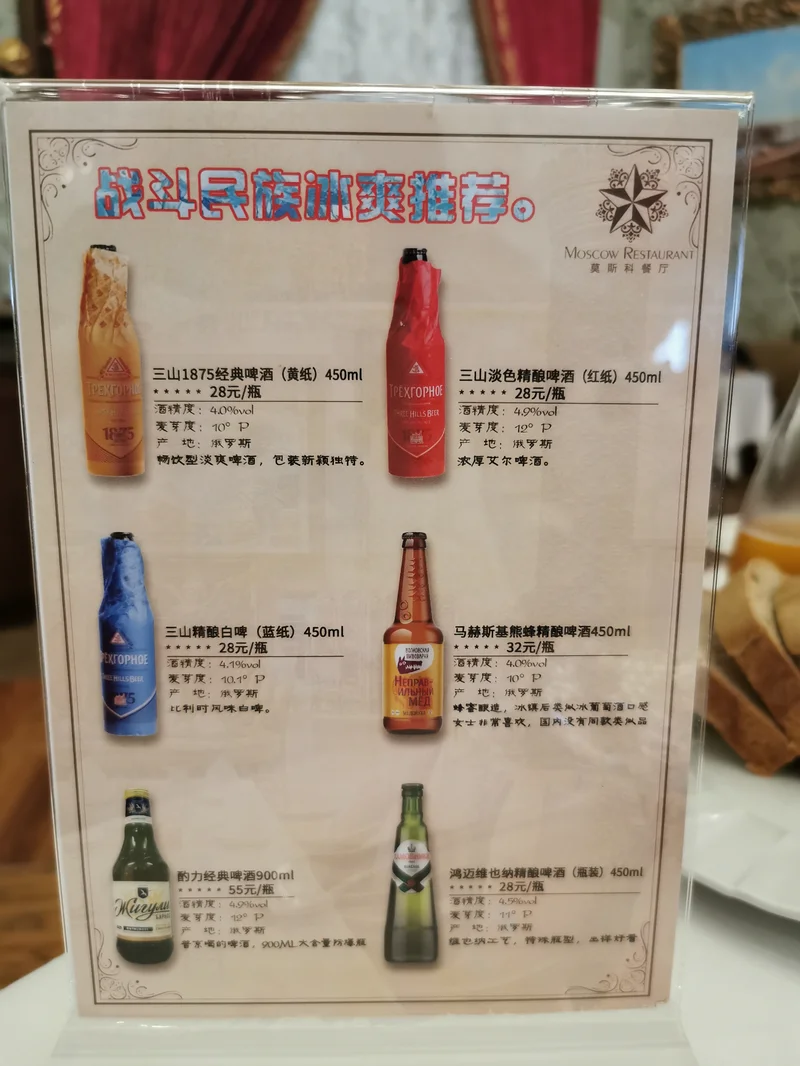 战斗民族冰爽推荐。
MOSCOW RESTAURANT
莫斯科餐厅
三山1875经典啤酒（黄纸）450ml
★★★★★ 28元/瓶
酒精度：4.0%vol
麦芽度：10° P
产 地：俄罗斯
畅饮型淡爽啤酒，包装新颖独特。
ТРЕХГОРНОЕ
1875
三山淡色精酿啤酒（红纸）450ml
★★★★★ 28元/瓶
酒精度：4.9%vol
麦芽度：12° P
产 地：俄罗斯
浓厚艾尔啤酒。
ТРЕХГОРНОЕ
THREE HILLS BEER
三山精酿白啤（蓝纸）450ml
★★★★★ 28元/瓶
酒精度：4.1%vol
麦芽度：10.1° P
产 地：俄罗斯
比利时风味白啤。
ТРЕХГОРНОЕ
THREE HILLS BEER
马赫斯基熊蜂精酿啤酒450ml
★★★★★ 32元/瓶
酒精度：4.0%vol
麦芽度：10° P
产 地：俄罗斯
蜂蜜酿造，冰镇后类似冰葡萄酒口感
女士非常喜欢，国内没有同款类似品
НЕПРАВ-
ИЛЬНЫЙ
МЁД
酌力经典啤酒900ml
★★★★★ 55元/瓶
酒精度：4.9%vol
麦芽度：12° P
产 地：俄罗斯
普京喝的啤酒，900ML大含量防爆瓶
Жигули
鸿迈维也纳精酿啤酒（瓶装）450ml
★★★★★ 28元/瓶
酒精度：4.5%vol
麦芽度：11° P
产 地：俄罗斯
维也纳工艺，特殊瓶型，